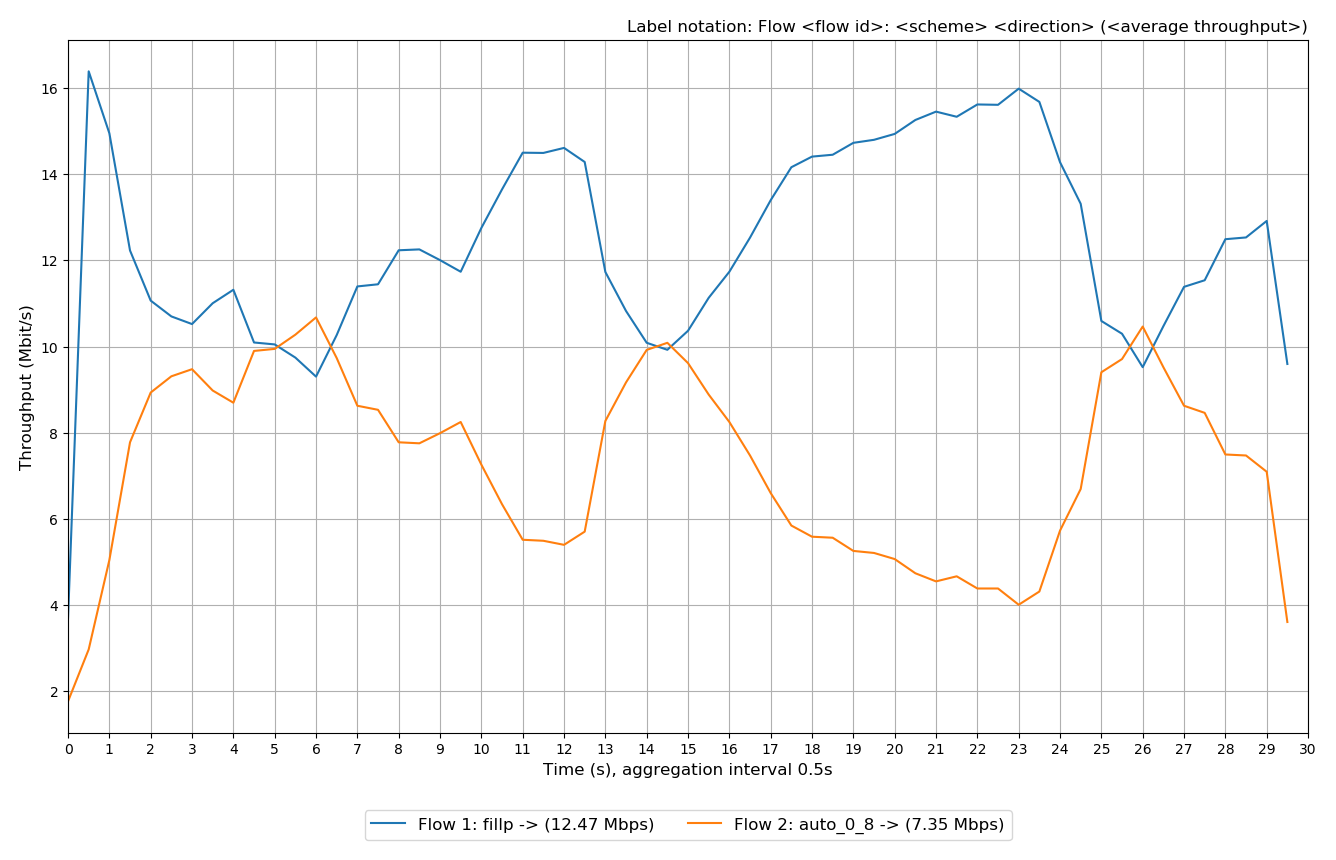 Label notation: Flow <flow id>: <scheme> <direction> (<average throughput>)
Throughput (Mbit/s)
16
14
12
10
8
6
4
2
0 1 2 3 4 5 6 7 8 9 10 11 12 13 14 15 16 17 18 19 20 21 22 23 24 25 26 27 28 29 30
Time (s), aggregation interval 0.5s
Flow 1: fillp -> (12.47 Mbps) Flow 2: auto_0_8 -> (7.35 Mbps)